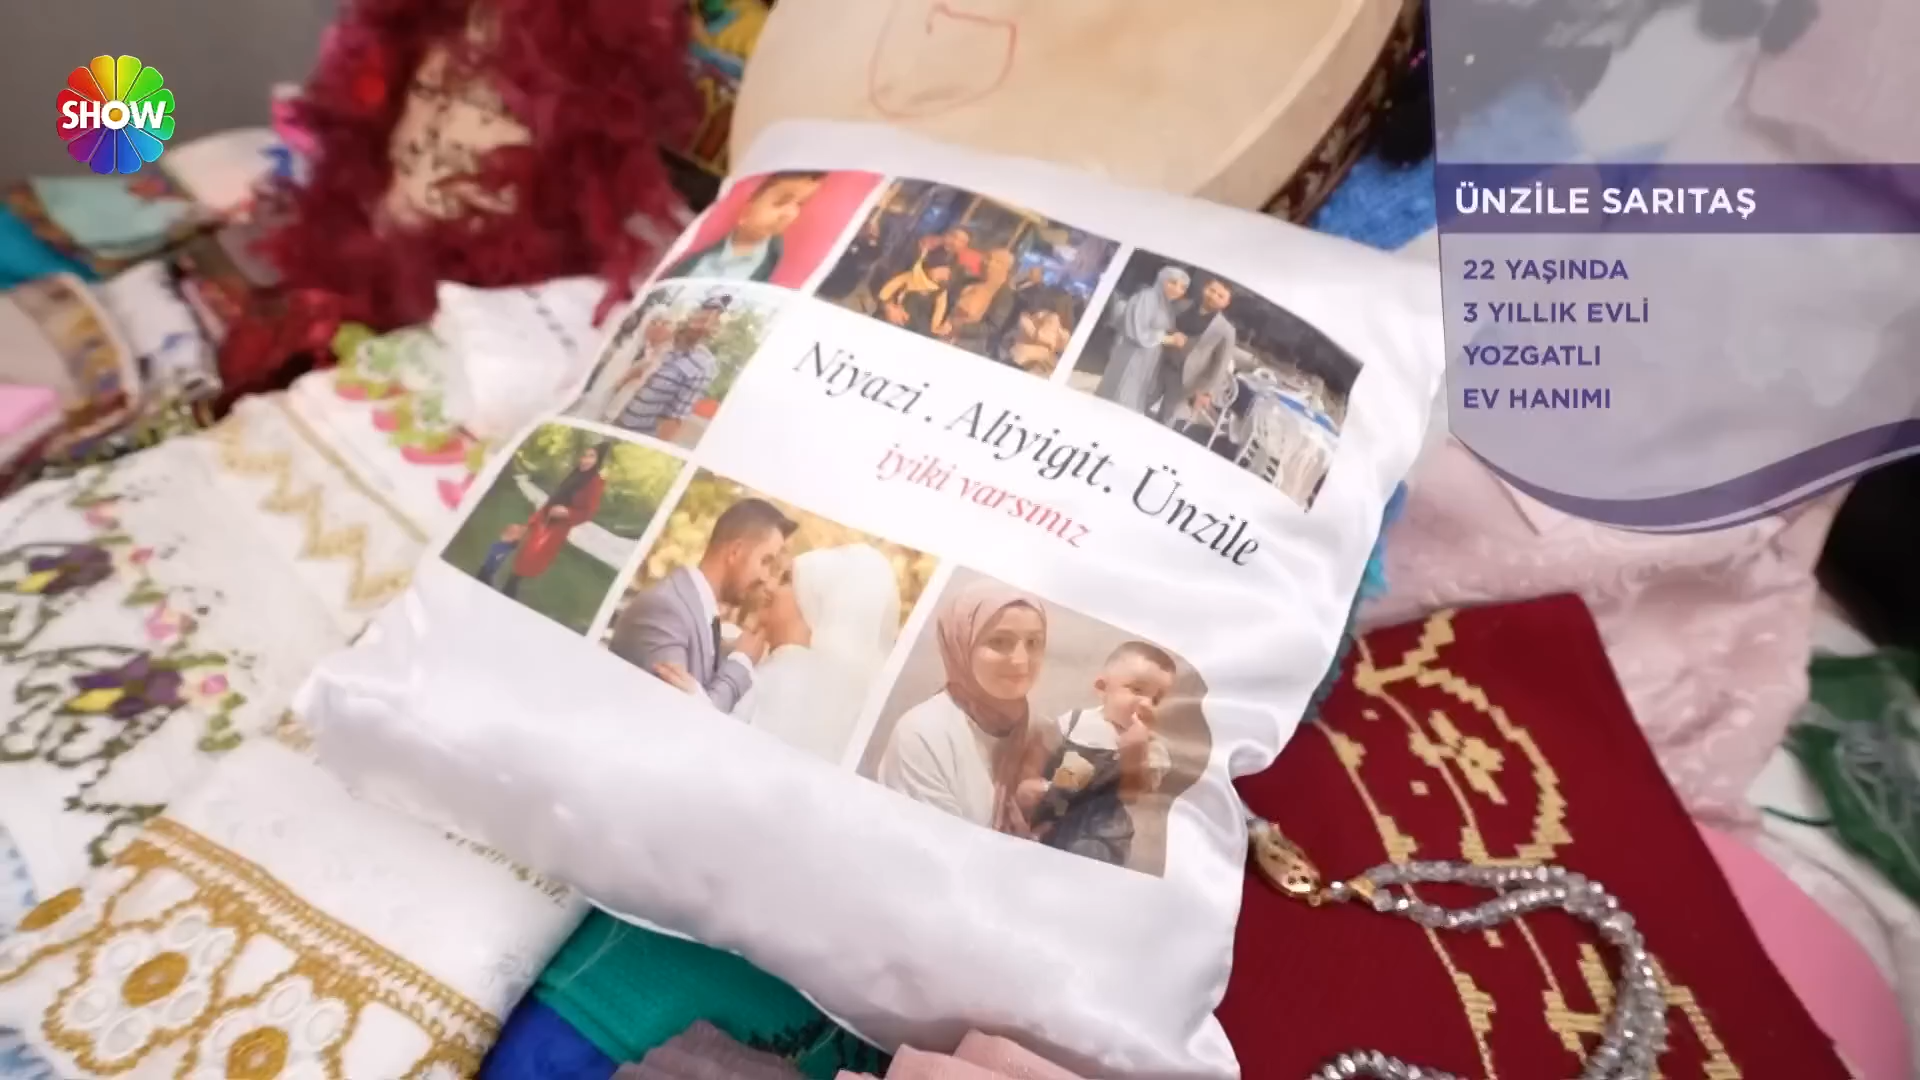 SHOW
ÜNZİLE SARITAŞ
22 YAŞINDA
3 YILLIK EVLİ
YOZGATLI
EV HANIMI
Niyazi. Aliyigit. Ünzile
iyiki varsınız